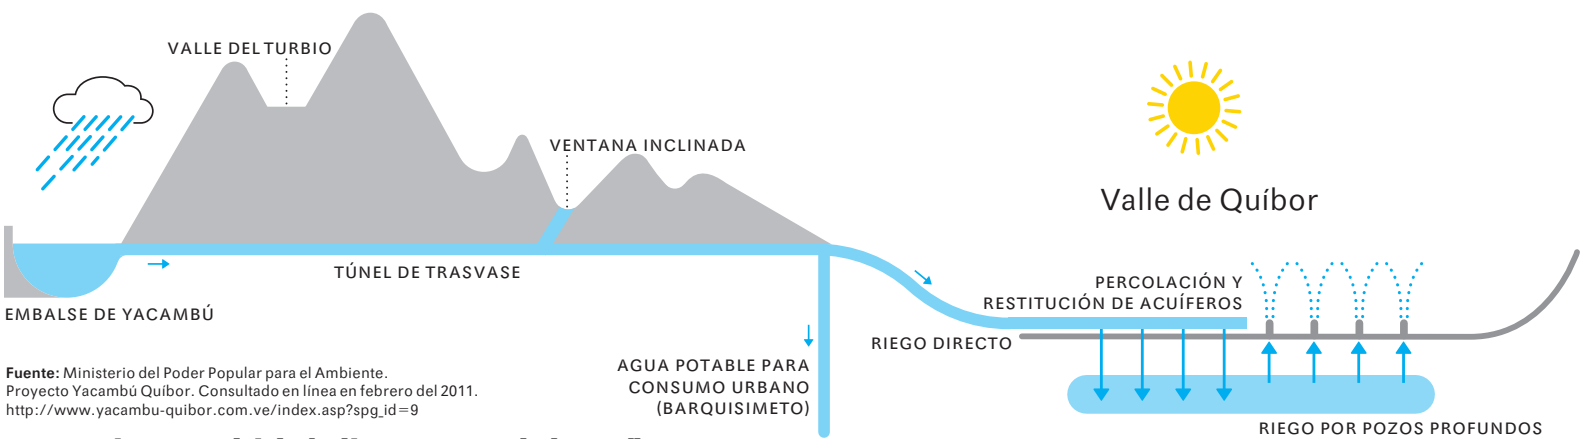 VALLE DEL TURBIO
VENTANA INCLINADA
Valle de Quíbor
TÚNEL DE TRASVASE
EMBALSE DE YACAMBÚ
PERCOLACIÓN Y
RESTITUCIÓN DE ACUÍFEROS
RIEGO DIRECTO
AGUA POTABLE PARA
CONSUMO URBANO
(BARQUISIMETO)
Fuente: Ministerio del Poder Popular para el Ambiente.
Proyecto Yacambú Quíbor. Consultado en línea en febrero del 2011.
http://www.yacambu-quibor.com.ve/index.asp?spg_id=9
RIEGO POR POZOS PROFUNDOS